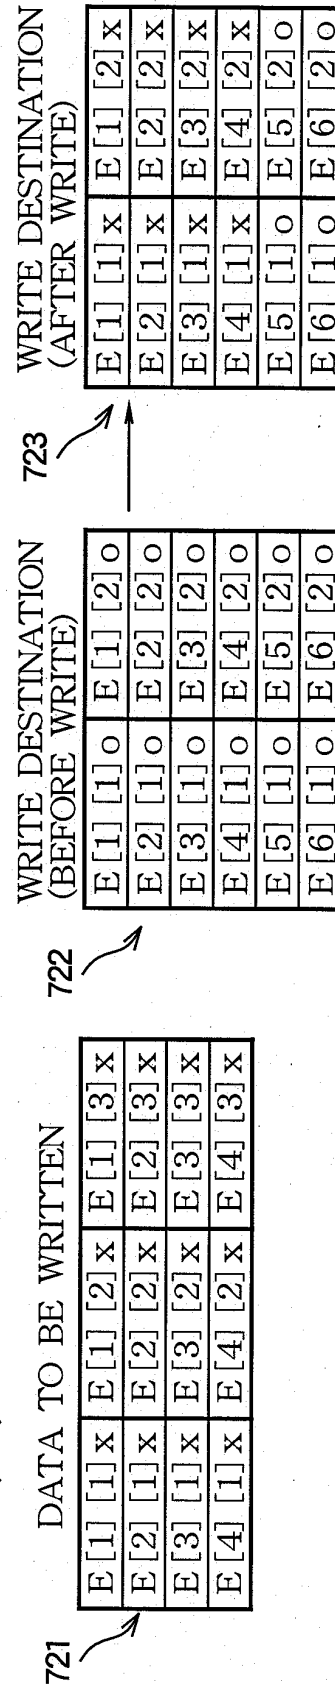 721
DATA TO BE WRITTEN
E [1] [1] x E [1] [2] x E [1] [3] x
E [2] [1] x E [2] [2] x E [2] [3] x
E [3] [1] x E [3] [2] x E [3] [3] x
E [4] [1] x E [4] [2] x E [4] [3] x
722
WRITE DESTINATION
(BEFORE WRITE)
E [1] [1] o E [1] [2] o
E [2] [1] o E [2] [2] o
E [3] [1] o E [3] [2] o
E [4] [1] o E [4] [2] o
E [5] [1] o E [5] [2] o
E [6] [1] o E [6] [2] o
723
WRITE DESTINATION
(AFTER WRITE)
E [1] [1] x E [1] [2] x
E [2] [1] x E [2] [2] x
E [3] [1] x E [3] [2] x
E [4] [1] x E [4] [2] x
E [5] [1] o E [5] [2] o
E [6] [1] o E [6] [2] o